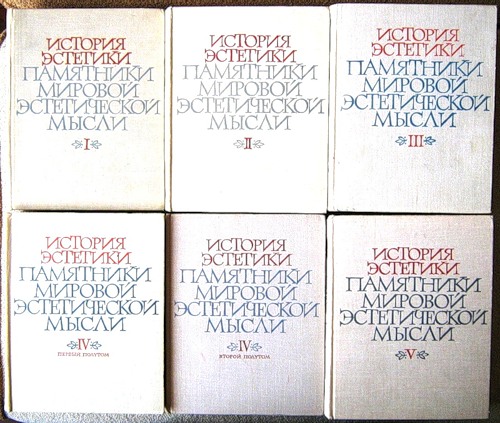 ИСТОРИЯ
ЭСТЕТИКИ
ПАМЯТНИКИ
МИРОВОЙ
ЭСТЕТИЧЕСКОЙ
МЫСЛИ
I
ИСТОРИЯ
ЭСТЕТИКИ
ПАМЯТНИКИ
МИРОВОЙ
ЭСТЕТИЧЕСКОЙ
МЫСЛИ
II
ИСТОРИЯ
ЭСТЕТИКИ
ПАМЯТНИКИ
МИРОВОЙ
ЭСТЕТИЧЕСКОЙ
МЫСЛИ
III
ИСТОРИЯ
ЭСТЕТИКИ
ПАМЯТНИКИ
МИРОВОЙ
ЭСТЕТИЧЕСКОЙ
МЫСЛИ
IV
ПЕРВЫЙ ПОЛУТОМ
ИСТОРИЯ
ЭСТЕТИКИ
ПАМЯТНИКИ
МИРОВОЙ
ЭСТЕТИЧЕСКОЙ
МЫСЛИ
IV
ВТОРОЙ ПОЛУТОМ
ИСТОРИЯ
ЭСТЕТИКИ
ПАМЯТНИКИ
МИРОВОЙ
ЭСТЕТИЧЕСКОЙ
МЫСЛИ
V